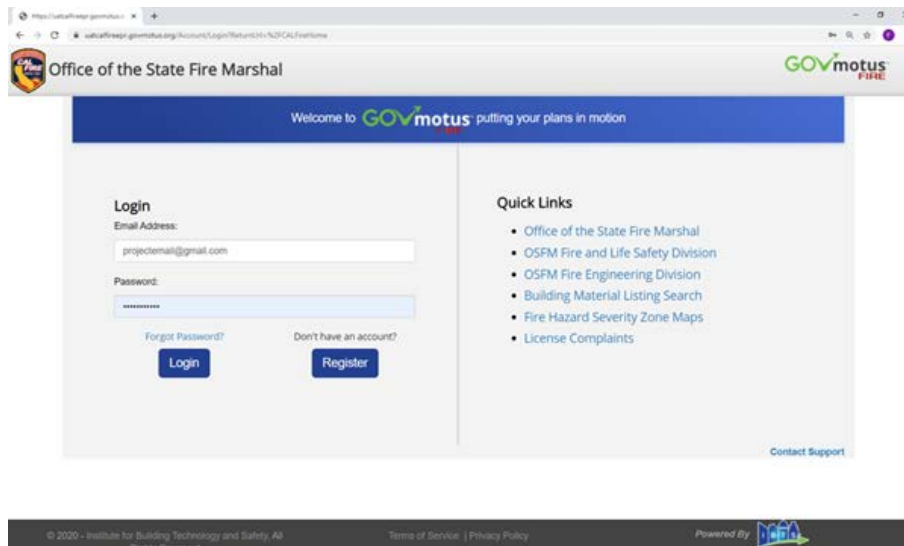 Office of the State Fire Marshal
GOVmotus
FIRE
Welcome to GOVmotus putting your plans in motion
FIRE
Login
Email Address:
projectemail@gmail.com
Password:
Forgot Password?
Don't have an account?
Login
Register
Quick Links
Office of the State Fire Marshal
OSFM Fire and Life Safety Division
OSFM Fire Engineering Division
Building Material Listing Search
Fire Hazard Severity Zone Maps
License Complaints
Contact Support
© 2020 - Institute for Building Technology and Safety, All
Terms of Service | Privacy Policy
Powered By